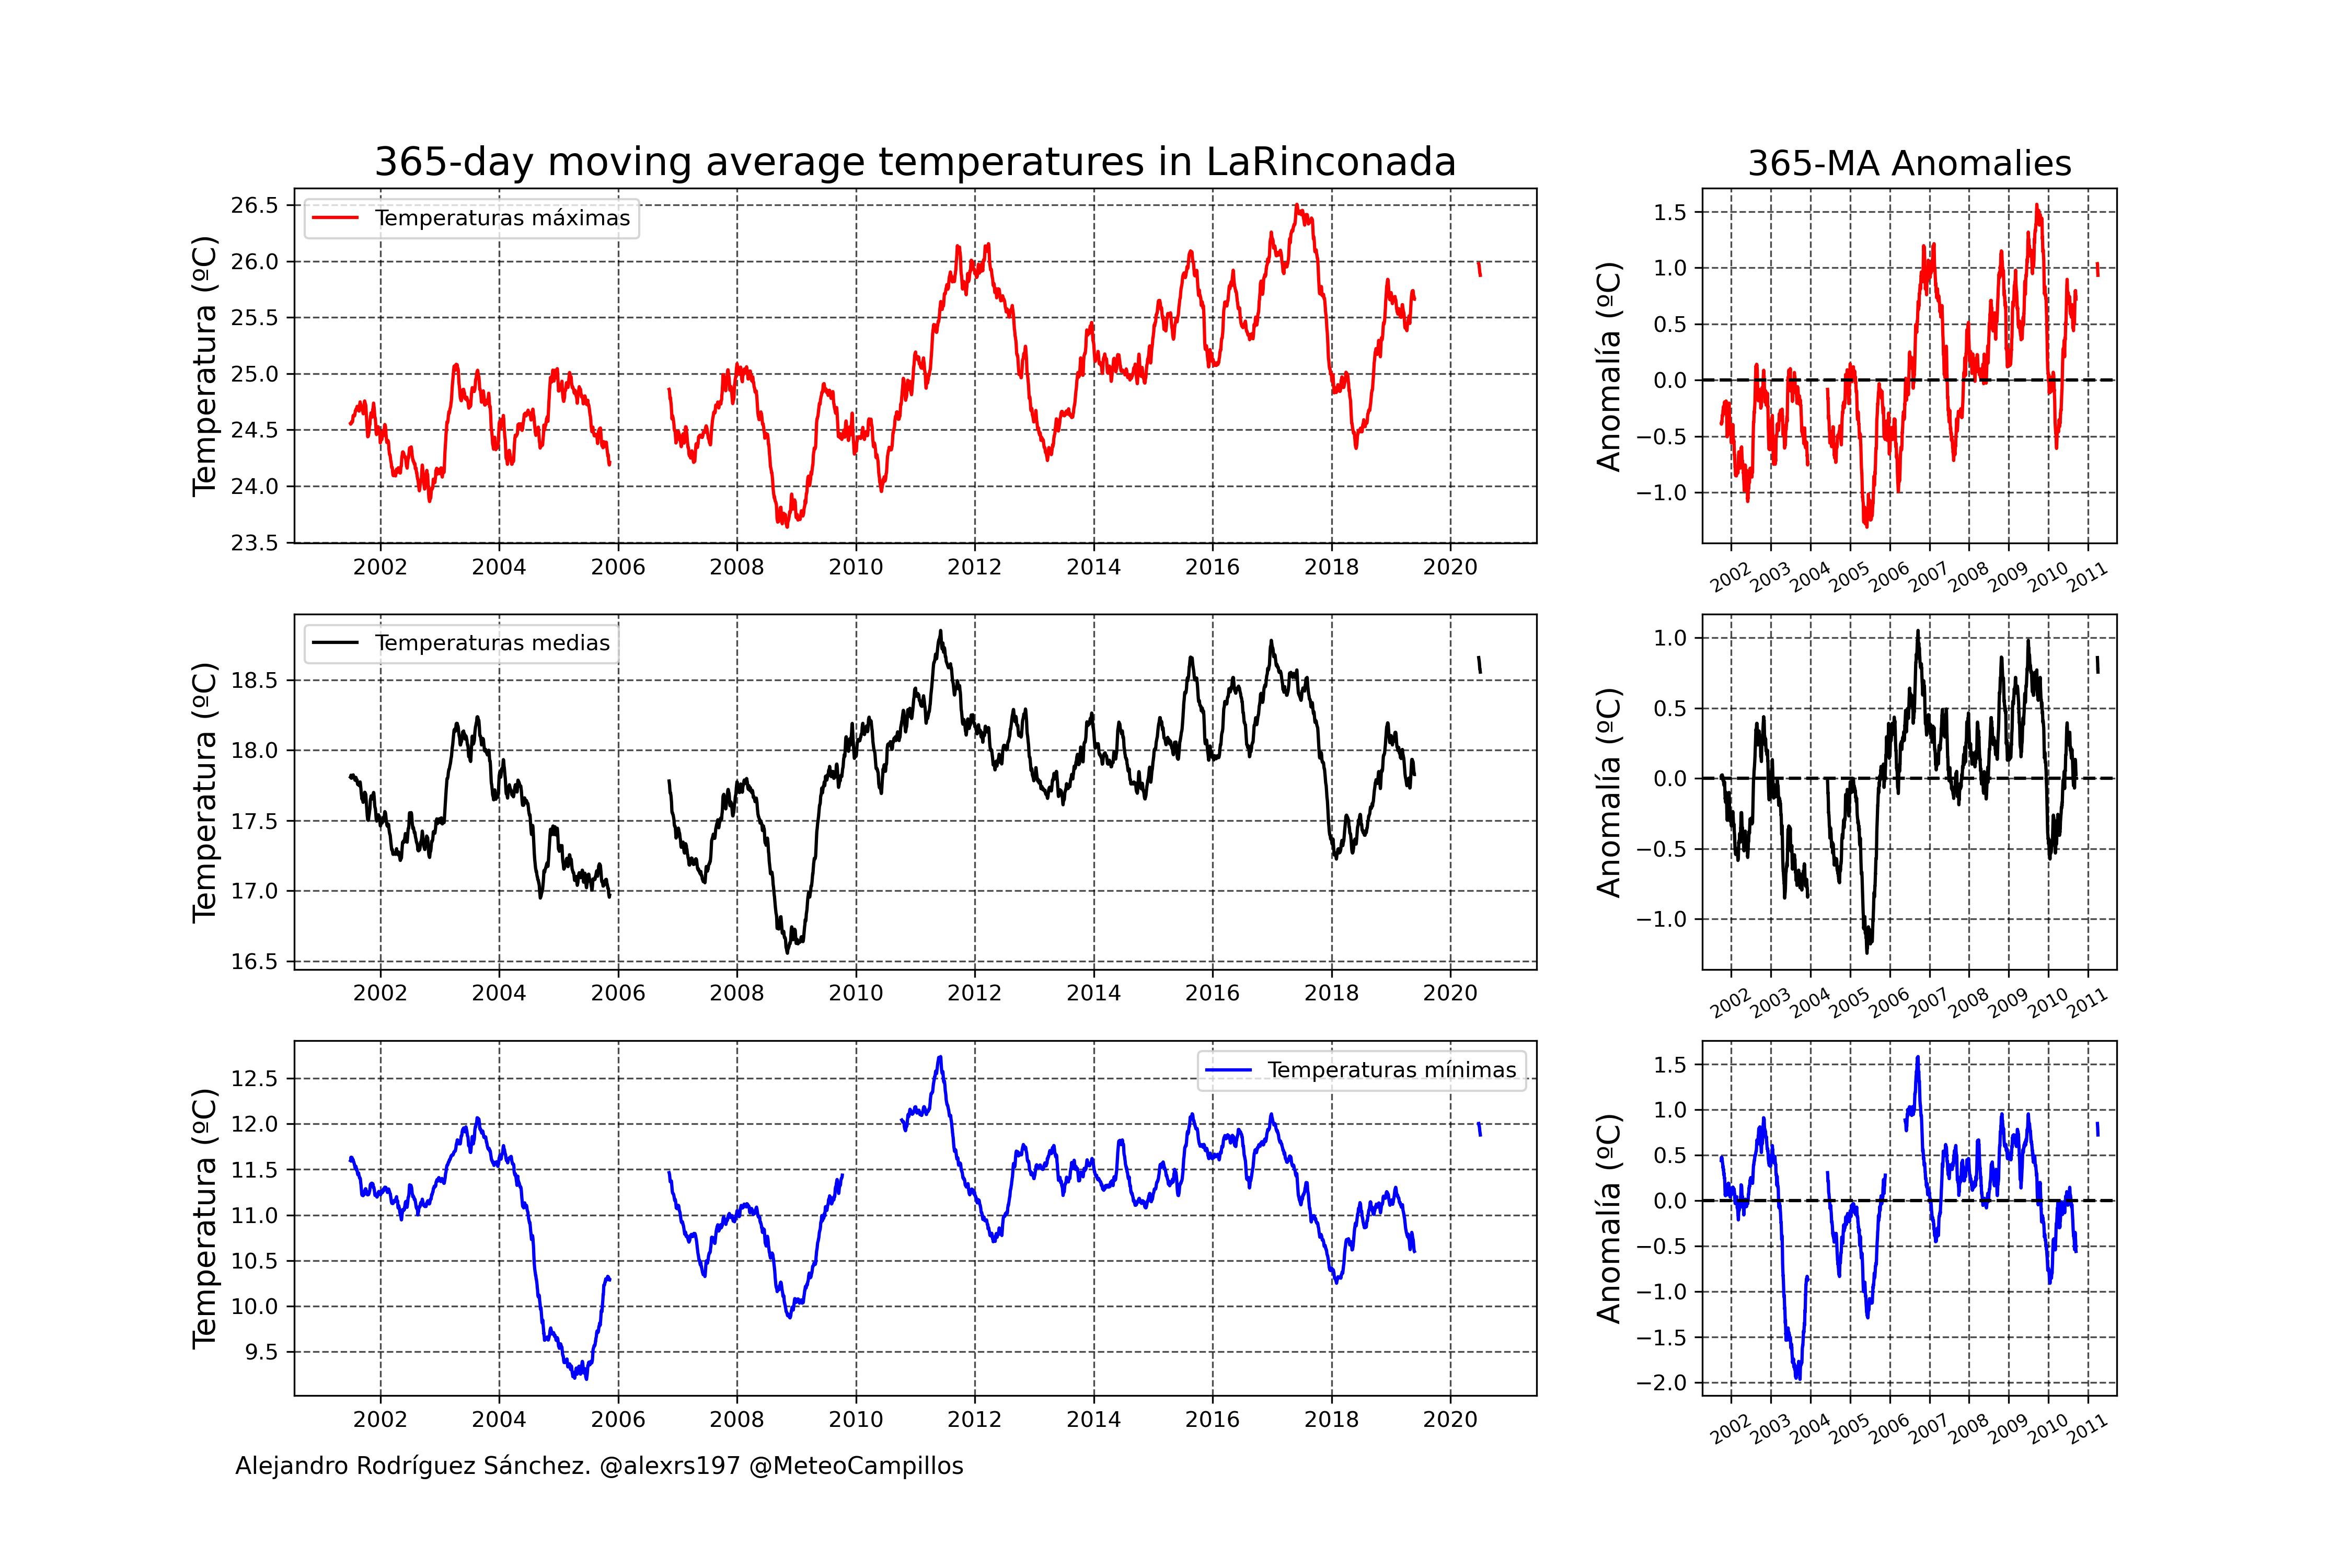 365-day moving average temperatures in LaRinconada
365-MA Anomalies
Temperatura (ºC)
26.5
26.0
25.5
25.0
24.5
24.0
23.5
Temperaturas máximas
2002 2004 2006 2008 2010 2012 2014 2016 2018 2020
Anomalía (ºC)
1.5
1.0
0.5
0.0
−0.5
−1.0
2002 2003 2004 2005 2006 2007 2008 2009 2010 2011
Temperatura (ºC)
18.5
18.0
17.5
17.0
16.5
Temperaturas medias
2002 2004 2006 2008 2010 2012 2014 2016 2018 2020
Anomalía (ºC)
1.0
0.5
0.0
−0.5
−1.0
2002 2003 2004 2005 2006 2007 2008 2009 2010 2011
Temperatura (ºC)
12.5
12.0
11.5
11.0
10.5
10.0
9.5
Temperaturas mínimas
2002 2004 2006 2008 2010 2012 2014 2016 2018 2020
Anomalía (ºC)
1.5
1.0
0.5
0.0
−0.5
−1.0
−1.5
−2.0
2002 2003 2004 2005 2006 2007 2008 2009 2010 2011
Alejandro Rodríguez Sánchez. @alexrs197 @MeteoCampillos